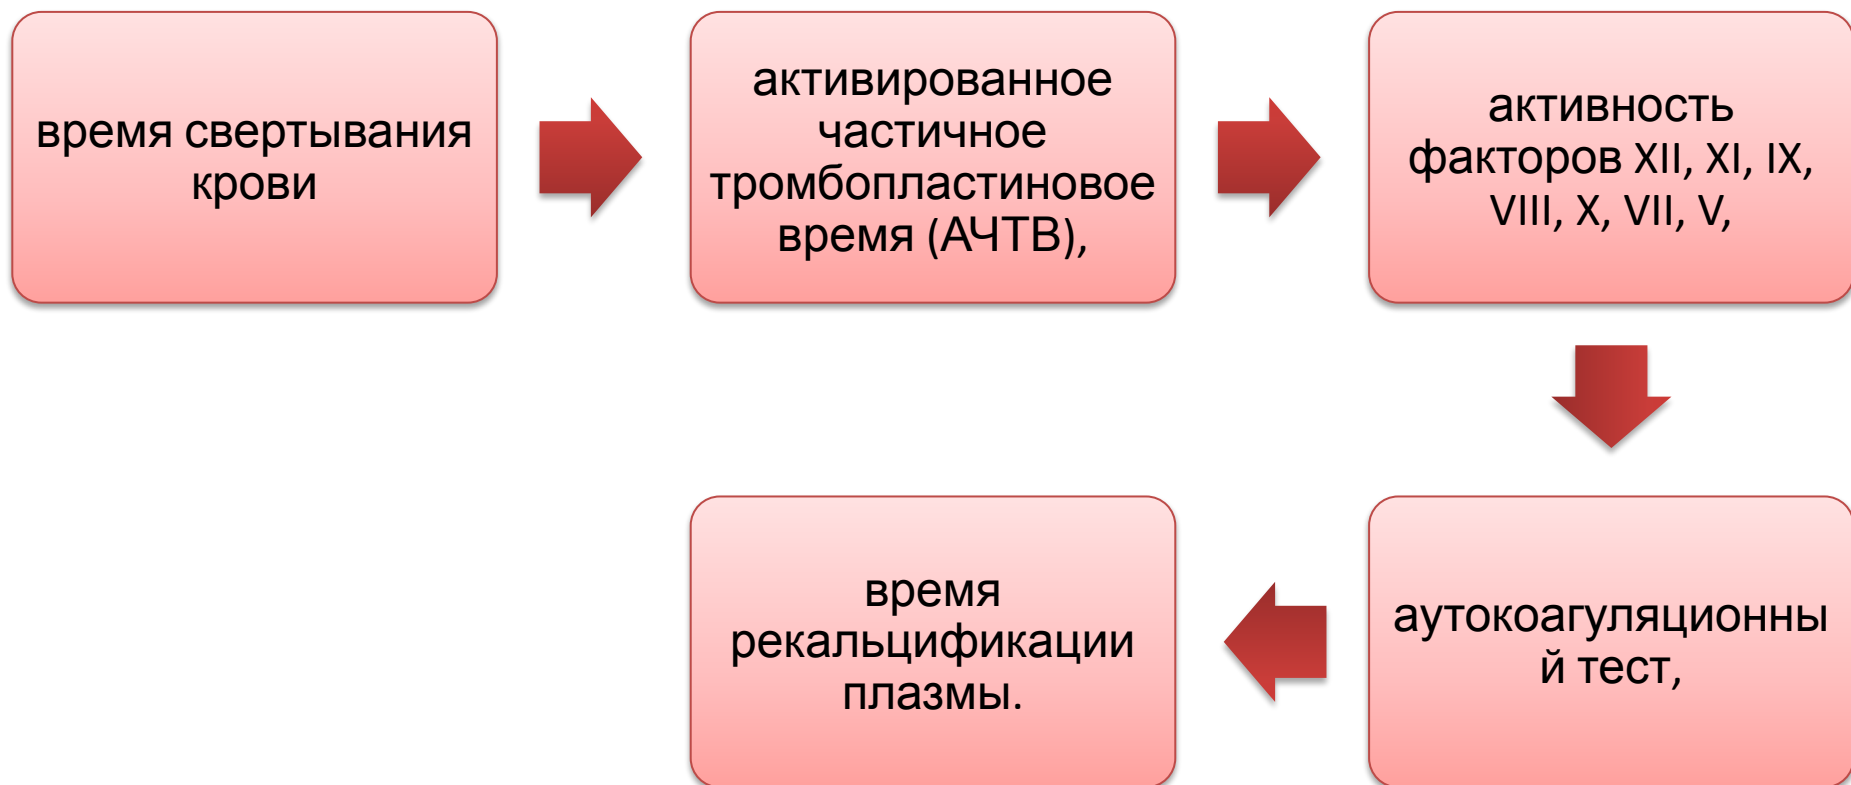 время свертывания
крови
активированное
частичное
тромбопластиновое
время (АЧТВ),
активность
факторов XII, XI, IX,
VIII, X, VII, V,
аутокоагуляционны
й тест,
время
рекальцификации
плазмы.